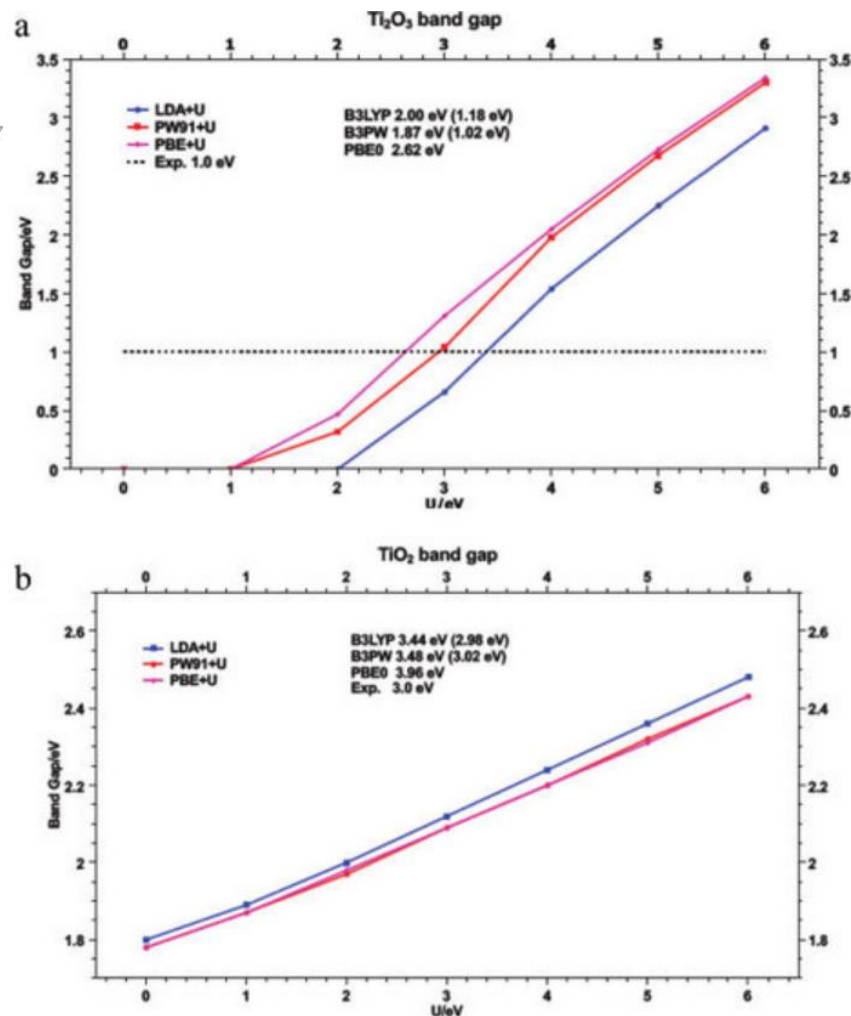 a
Ti₂O₃ band gap
0 1 2 3 4 5 6
3.5 3.5
LDA+U
PW91+U
PBE+U
Exp. 1.0 eV
B3LYP 2.00 eV (1.18 eV)
B3PW 1.87 eV (1.02 eV)
PBE0 2.62 eV
3 3
2.5 2.5
2 2
1.5 1.5
1 1
0.5 0.5
0 0
Band Gap/eV
0 1 2 3 4 5 6
U/eV
b
TiO₂ band gap
0 1 2 3 4 5 6
LDA+U
PW91+U
PBE+U
B3LYP 3.44 eV (2.98 eV)
B3PW 3.48 eV (3.02 eV)
PBE0 3.96 eV
Exp. 3.0 eV
2.6 2.6
2.4 2.4
2.2 2.2
2 2
1.8 1.8
Band Gap/eV
0 1 2 3 4 5 6
U/eV